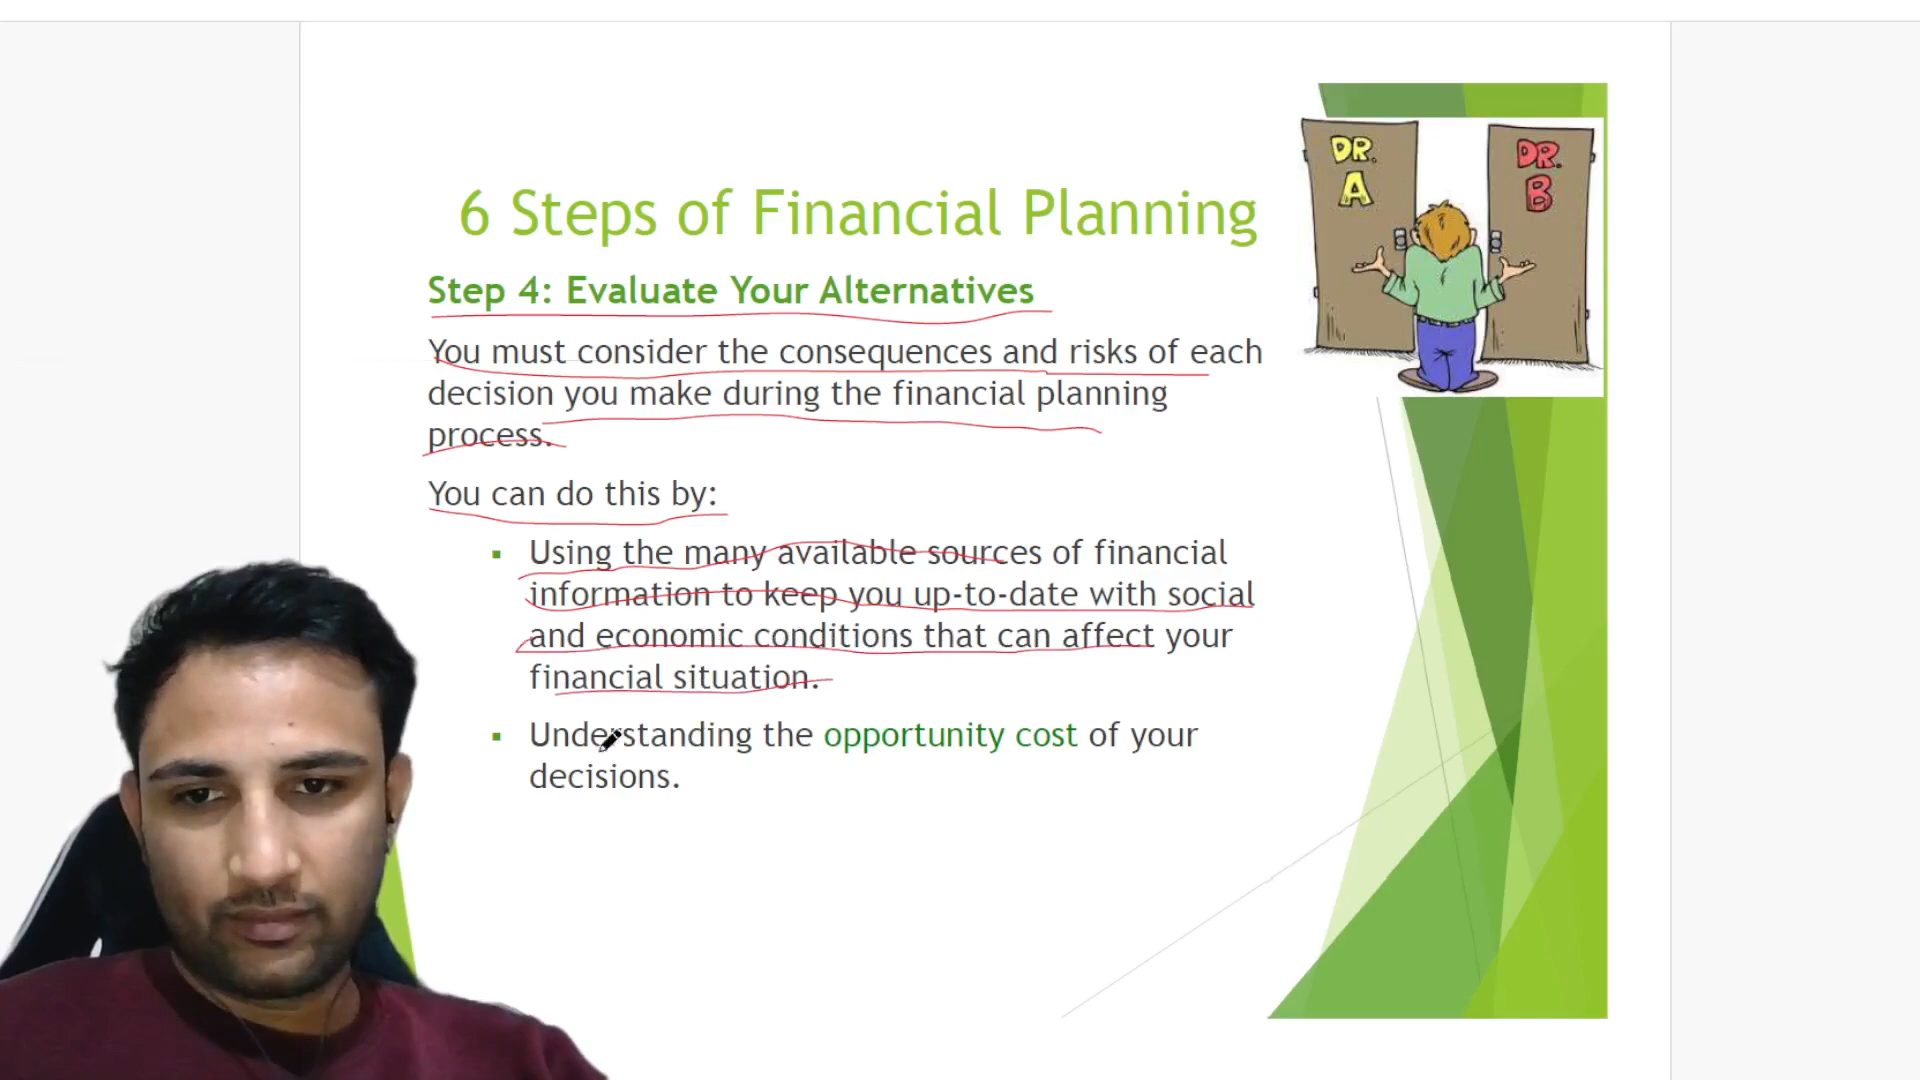 6 Steps of Financial Planning
Step 4: Evaluate Your Alternatives
You must consider the consequences and risks of each
decision you make during the financial planning
process.
You can do this by:
Using the many available sources of financial
information to keep you up-to-date with social
and economic conditions that can affect your
financial situation.
Understanding the opportunity cost of your
decisions.
DR.
A
DR.
B